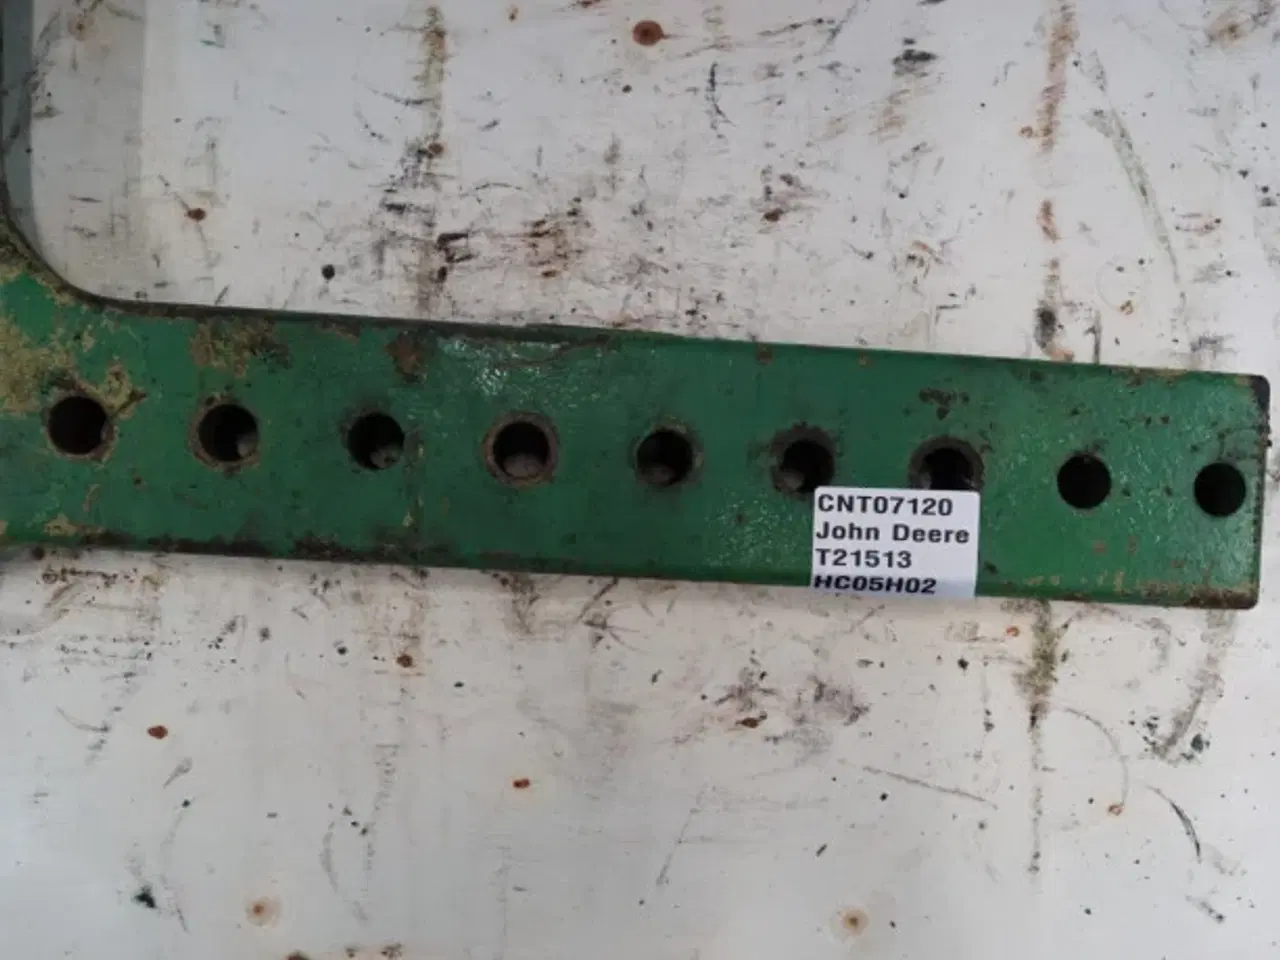 CNT07120
John Deere
T21513
HC05H02